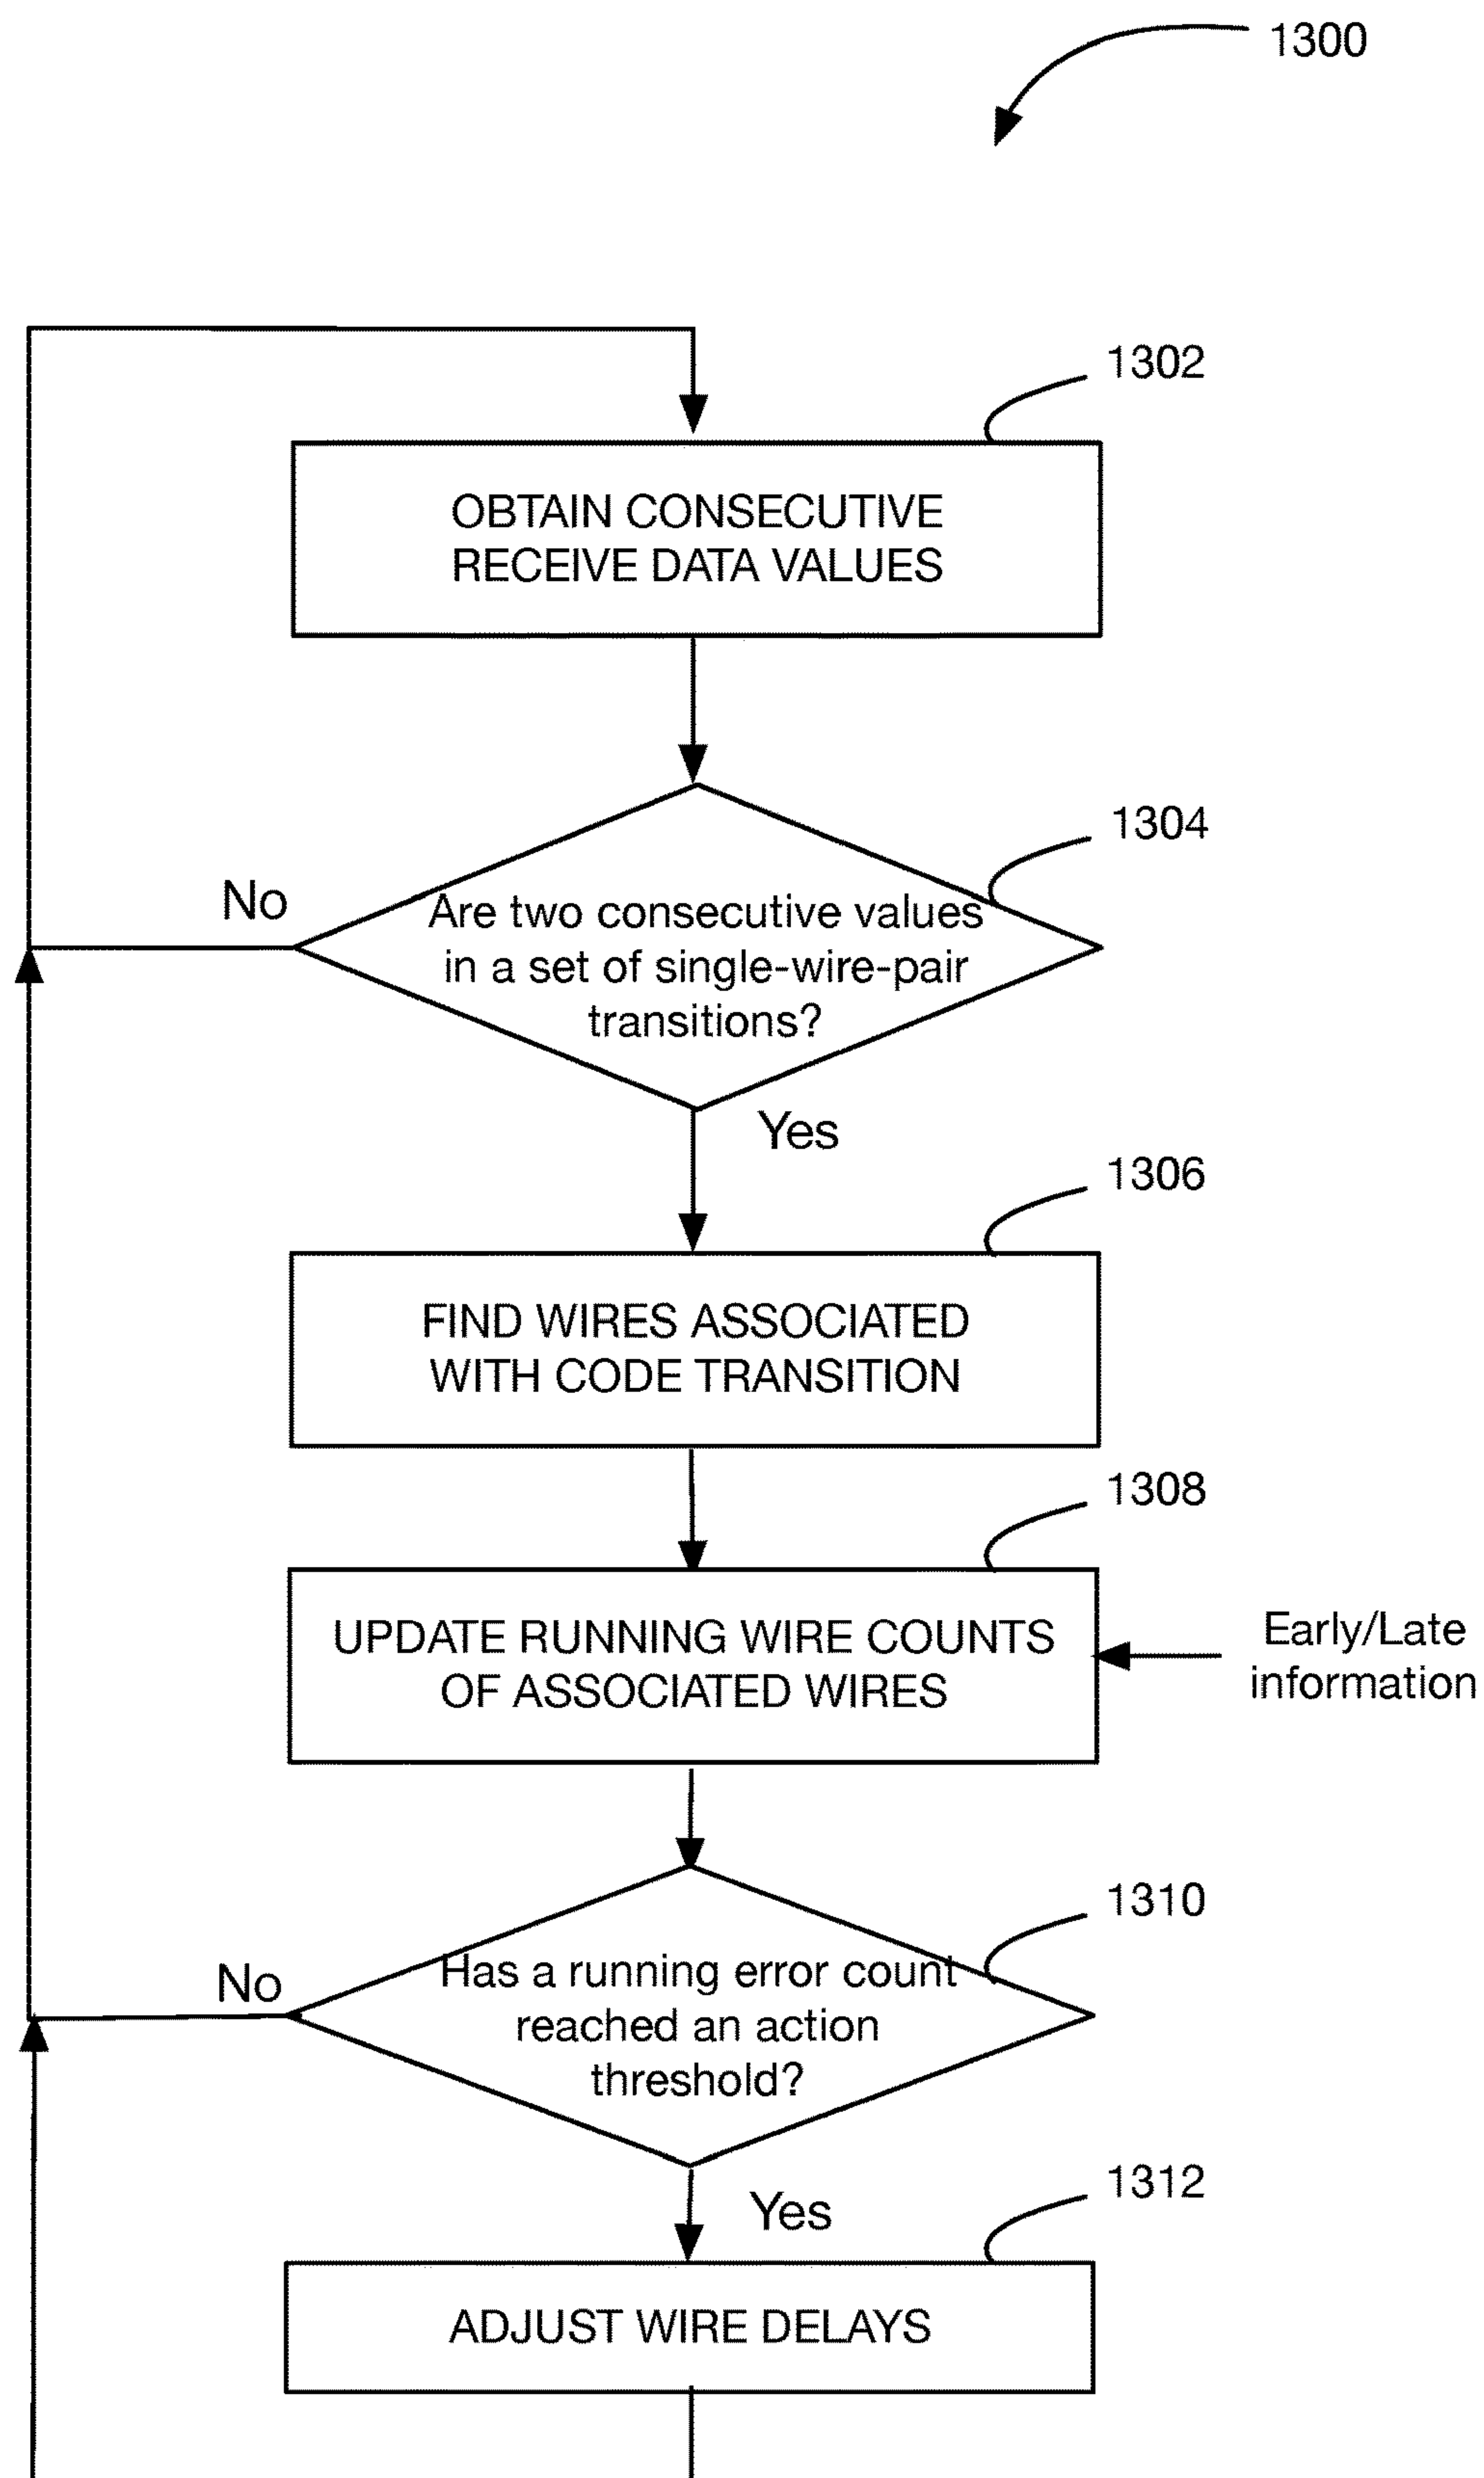 1300
1302
OBTAIN CONSECUTIVE
RECEIVE DATA VALUES
1304
No
Are two consecutive values
in a set of single-wire-pair
transitions?
Yes
1306
FIND WIRES ASSOCIATED
WITH CODE TRANSITION
1308
UPDATE RUNNING WIRE COUNTS
OF ASSOCIATED WIRES
Early/Late
information
1310
No
Has a running error count
reached an action
threshold?
Yes
1312
ADJUST WIRE DELAYS